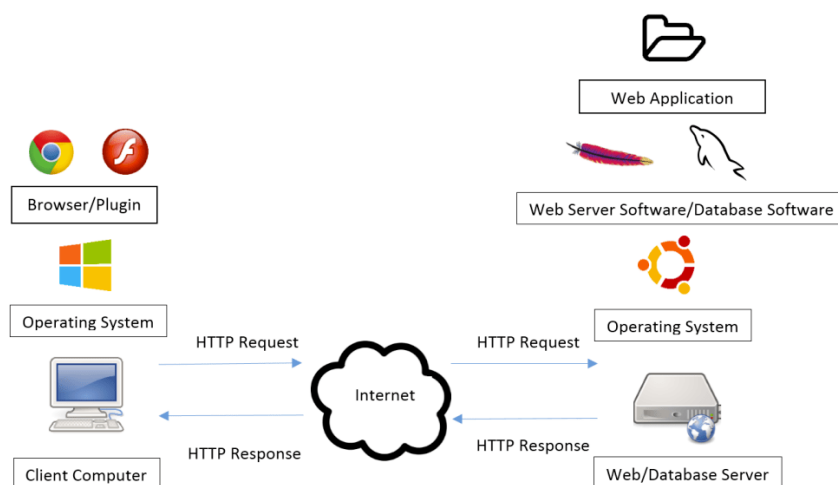 Web Application
Browser/Plugin
Web Server Software/Database Software
Operating System
Operating System
HTTP Request
HTTP Request
Internet
HTTP Response
HTTP Response
Client Computer
Web/Database Server